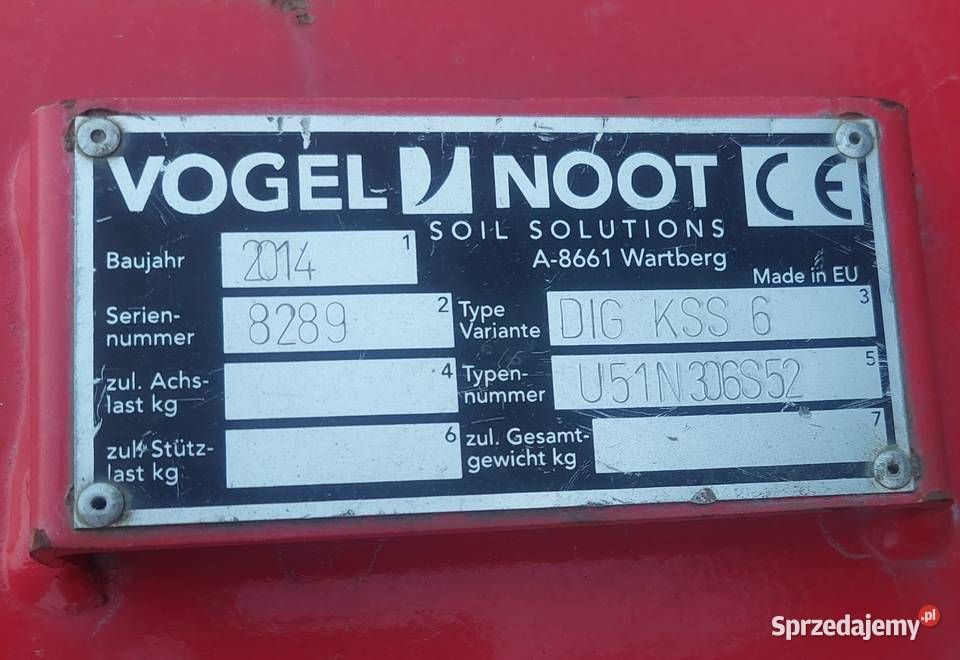 VOGEL NOOT CE
SOIL SOLUTIONS
A-8661 Wartberg
Made in EU
Baujahr 2014 1
Serien-
nummer 8289 2
Type
Variante DIG KSS 6 3
zul. Achs-
last kg 4
Typen-
nummer U51N306S52 5
zul. Stütz-
last kg 6
zul. Gesamt-
gewicht kg 7
Sprzedajemy.pl